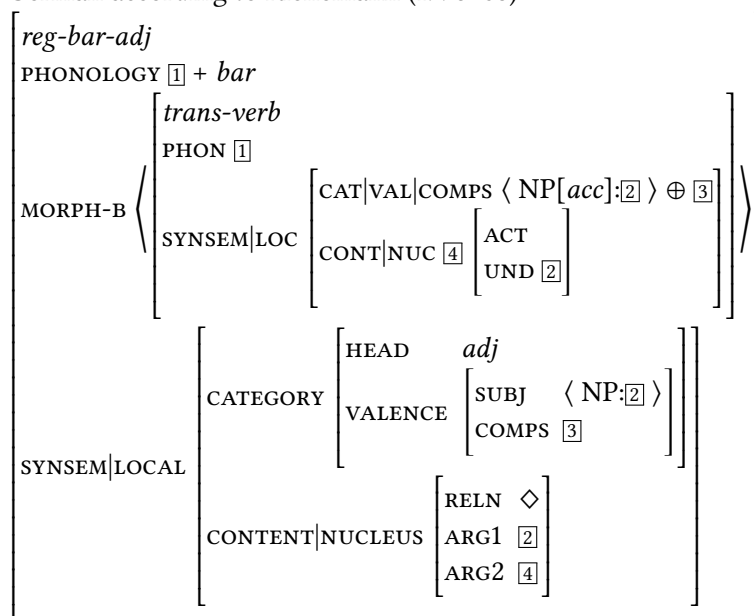 German according to
reg-bar-adj
PHONOLOGY 1 + bar
trans-verb
PHON 1
MORPH-B ⟨ SYNSEM|LOC CAT|VAL|COMPS ⟨ NP[acc]:2 ⟩ ⊕ 3 ⟩
CONT|NUC 4 ACT
UND 2
SYNSEM|LOCAL CATEGORY HEAD adj
VALENCE SUBJ ⟨ NP:2 ⟩
COMPS 3
CONTENT|NUCLEUS RELN ◇
ARG1 2
ARG2 4